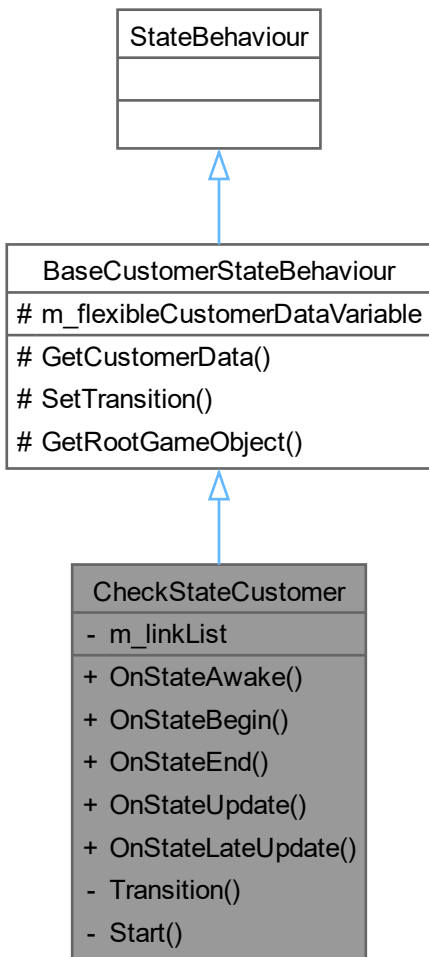 StateBehaviour
BaseCustomerStateBehaviour
# m_flexibleCustomerDataVariable
# GetCustomerData()
# SetTransition()
# GetRootGameObject()
CheckStateCustomer
- m_linkList
+ OnStateAwake()
+ OnStateBegin()
+ OnStateEnd()
+ OnStateUpdate()
+ OnStateLateUpdate()
- Transition()
- Start()